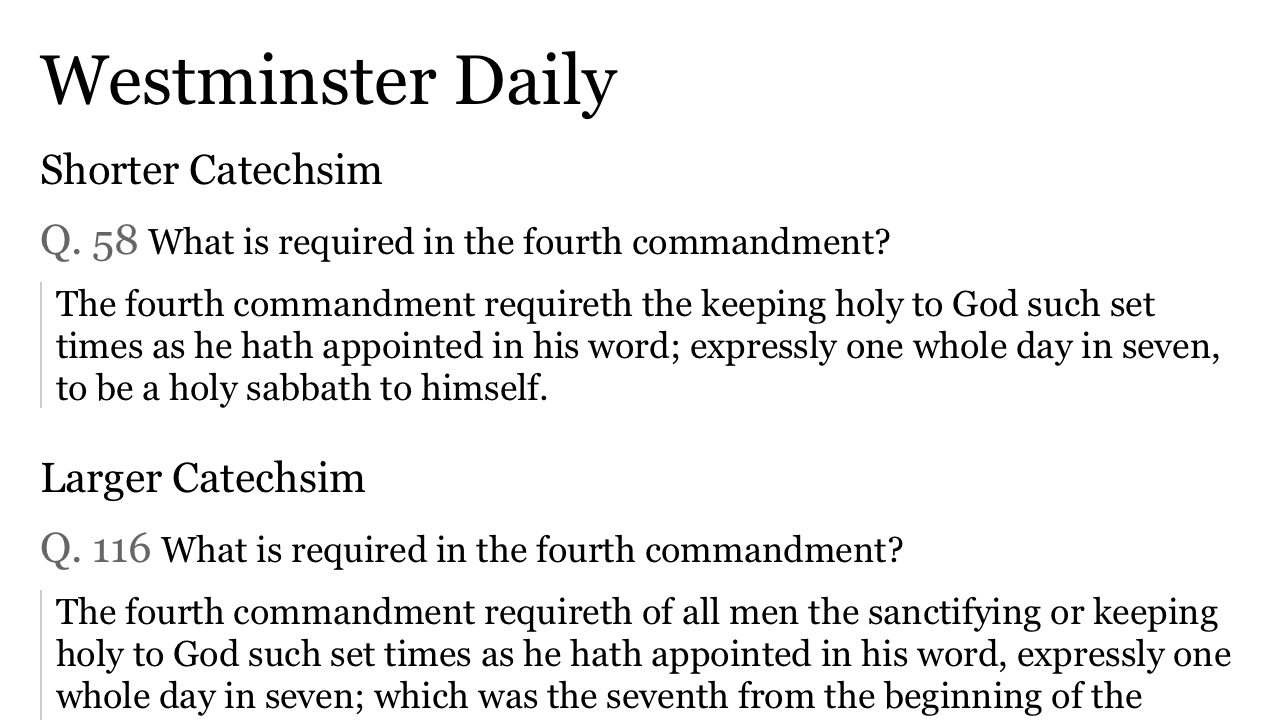 Westminster Daily
Shorter Catechsim
Q. 58 What is required in the fourth commandment?
The fourth commandment requireth the keeping holy to God such set
times as he hath appointed in his word; expressly one whole day in seven,
to be a holy sabbath to himself.
Larger Catechsim
Q. 116 What is required in the fourth commandment?
The fourth commandment requireth of all men the sanctifying or keeping
holy to God such set times as he hath appointed in his word, expressly one
whole day in seven; which was the seventh from the beginning of the